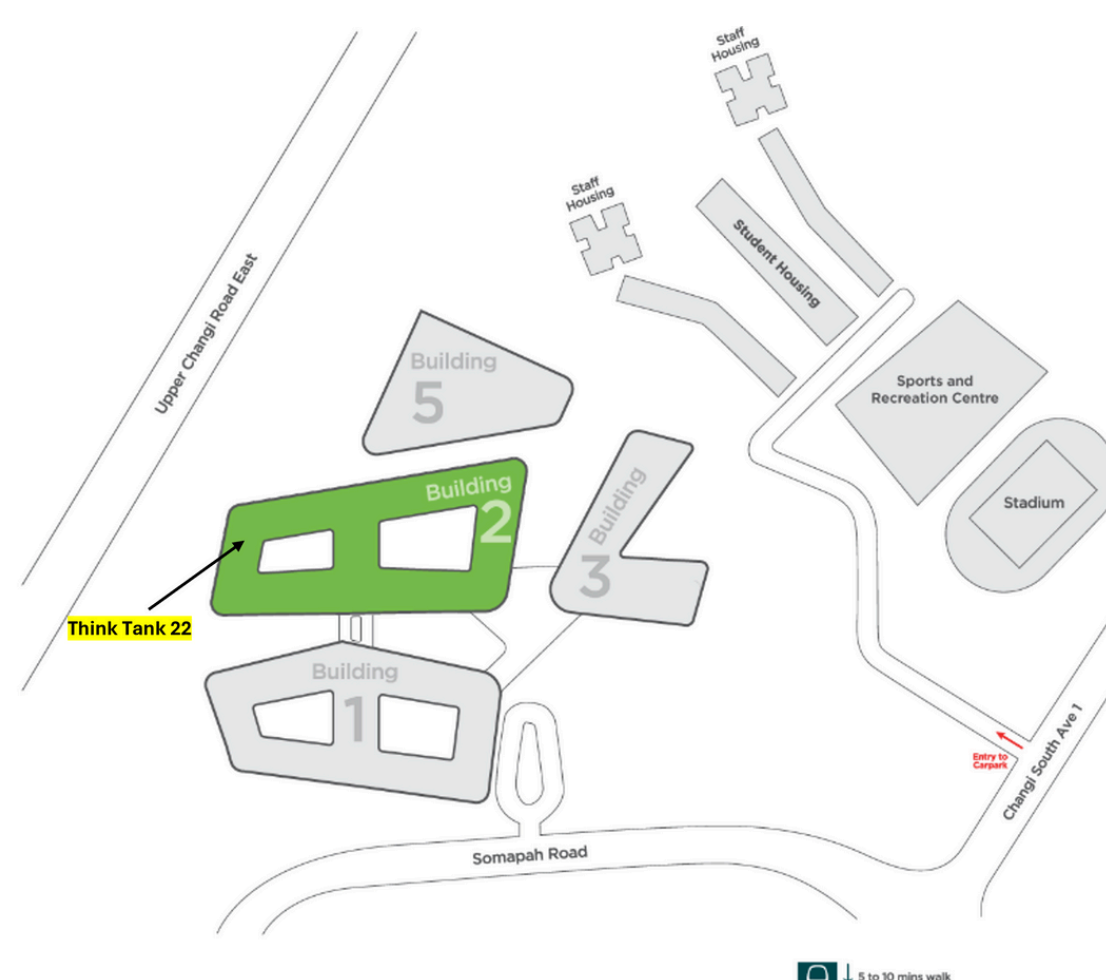 Staff
Housing
Staff
Housing
Student Housing
Upper Changi Road East
Building
5
Sports and
Recreation Centre
Building
2
Building
3
Stadium
Think Tank 22
Building
1
Entry to
Carpark
Changi South Ave 1
Somapah Road
5 to 10 mins walk